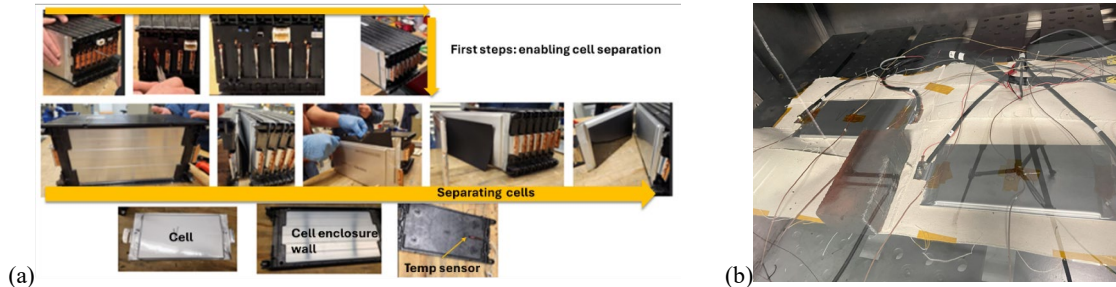 First steps: enabling cell separation
Separating cells
Cell
Cell enclosure
wall
Temp sensor
(a)
(b)